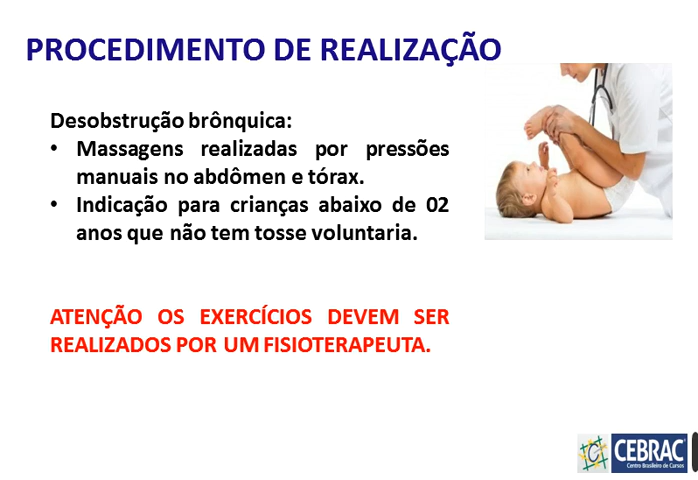 PROCEDIMENTO DE REALIZAÇÃO
Desobstrução brônquica:
• Massagens realizadas por pressões
manuais no abdômen e tórax.
• Indicação para crianças abaixo de 02
anos que não tem tosse voluntaria.
ATENÇÃO OS EXERCÍCIOS DEVEM SER
REALIZADOS POR UM FISIOTERAPEUTA.
CEBRAC
Centro Brasileiro de Cursos